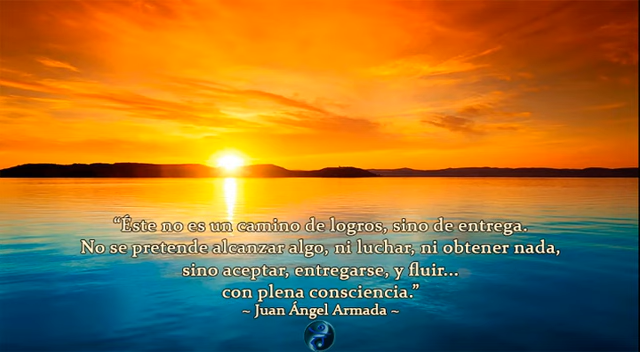 “Éste no es un camino de logros, sino de entrega.
No se pretende alcanzar algo, ni luchar, ni obtener nada,
sino aceptar, entregarse, y fluir...
con plena consciencia.”
~ Juan Ángel Armada ~